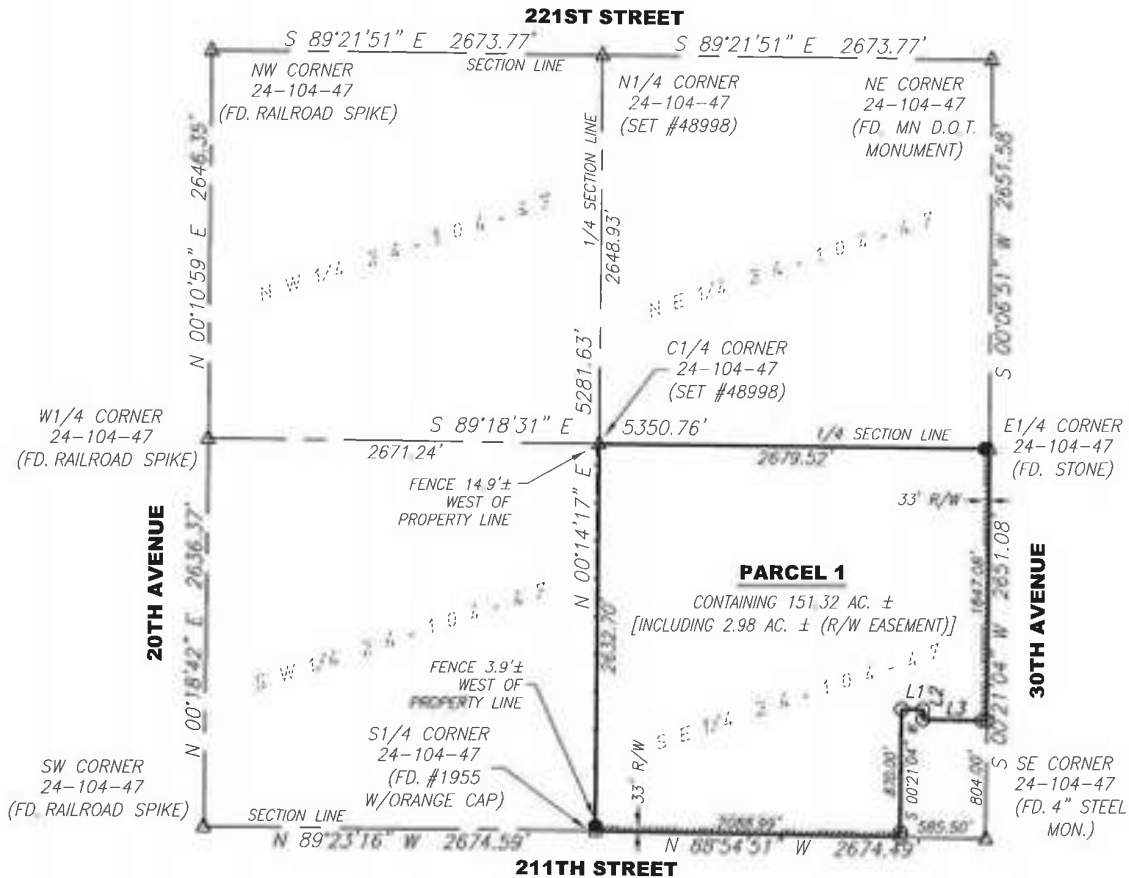 221ST STREET
S 89°21'51" E 2673.77'
SECTION LINE
S 89°21'51" E 2673.77'
NW CORNER
24-104-47
(FD. RAILROAD SPIKE)
N1/4 CORNER
24-104-47
(SET #48998)
NE CORNER
24-104-47
(FD. MN D.O.T.
MONUMENT)
N 00°10'59" E 2646.35'
1/4 SECTION LINE
2648.93'
S 00°06'51" W 2651.58'
NW 1/4 24-104-47
NE 1/4 24-104-47
5281.63'
C1/4 CORNER
24-104-47
(SET #48998)
W1/4 CORNER
24-104-47
(FD. RAILROAD SPIKE)
S 89°18'31" E 5350.76'
2671.24'
1/4 SECTION LINE
2679.52'
E1/4 CORNER
24-104-47
(FD. STONE)
FENCE 14.9'±
WEST OF
PROPERTY LINE
N 00°14'17" E
33' R/W
20TH AVENUE
N 00°18'42" E 2636.37'
2632.70'
PARCEL 1
CONTAINING 151.32 AC. ±
[INCLUDING 2.98 AC. ± (R/W EASEMENT)]
1847.08'
S 00°21'04" W 2651.08'
30TH AVENUE
SW 1/4 24-104-47
SE 1/4 24-104-47
FENCE 3.9'±
WEST OF
PROPERTY LINE
L1
L2
L3
S1/4 CORNER
24-104-47
(FD. #1955
W/ORANGE CAP)
33' R/W
870.00'
S 00°21'04" W
804.00'
SE CORNER
24-104-47
(FD. 4" STEEL
MON.)
SW CORNER
24-104-47
(FD. RAILROAD SPIKE)
SECTION LINE
N 89°23'16" W 2674.59'
2088.99'
585.50'
N 88°54'51" W 2674.49'
211TH STREET